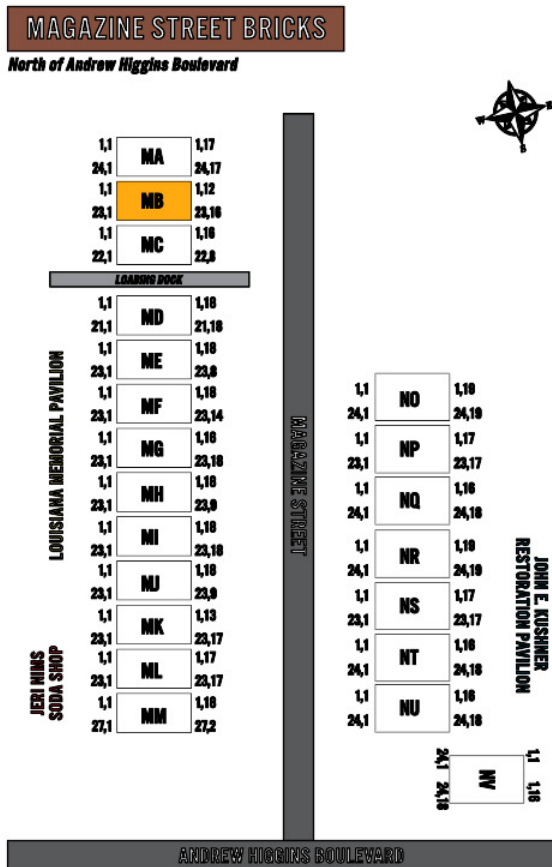 MAGAZINE STREET BRICKS
North of Andrew Higgins Boulevard
N
W
E
S
1,1 MA 1,17
24,1 24,17
1,1 MB 1,12
23,1 23,16
1,1 MC 1,16
22,1 22,8
LOADING DOCK
1,1 MD 1,18
21,1 21,18
1,1 ME 1,18
23,1 23,8
1,1 MF 1,18
23,1 23,14
1,1 MG 1,16
23,1 23,18
1,1 MH 1,18
23,1 23,9
1,1 MI 1,18
23,1 23,18
1,1 MJ 1,18
23,1 23,9
1,1 MK 1,13
23,1 23,17
1,1 ML 1,17
23,1 23,17
1,1 MM 1,18
27,1 27,2
LOUISIANA MEMORIAL PAVILION
JERI NIMS
SODA SHOP
MAGAZINE STREET
1,1 NO 1,19
24,1 24,19
1,1 NP 1,17
23,1 23,17
1,1 NQ 1,16
24,1 24,18
1,1 NR 1,19
24,1 24,19
1,1 NS 1,17
23,1 23,17
1,1 NT 1,16
24,1 24,18
1,1 NU 1,16
24,1 24,18
JOHN E. KUSHNER
RESTORATION PAVILION
24,1 NV 1,1
24,18 1,16
ANDREW HIGGINS BOULEVARD